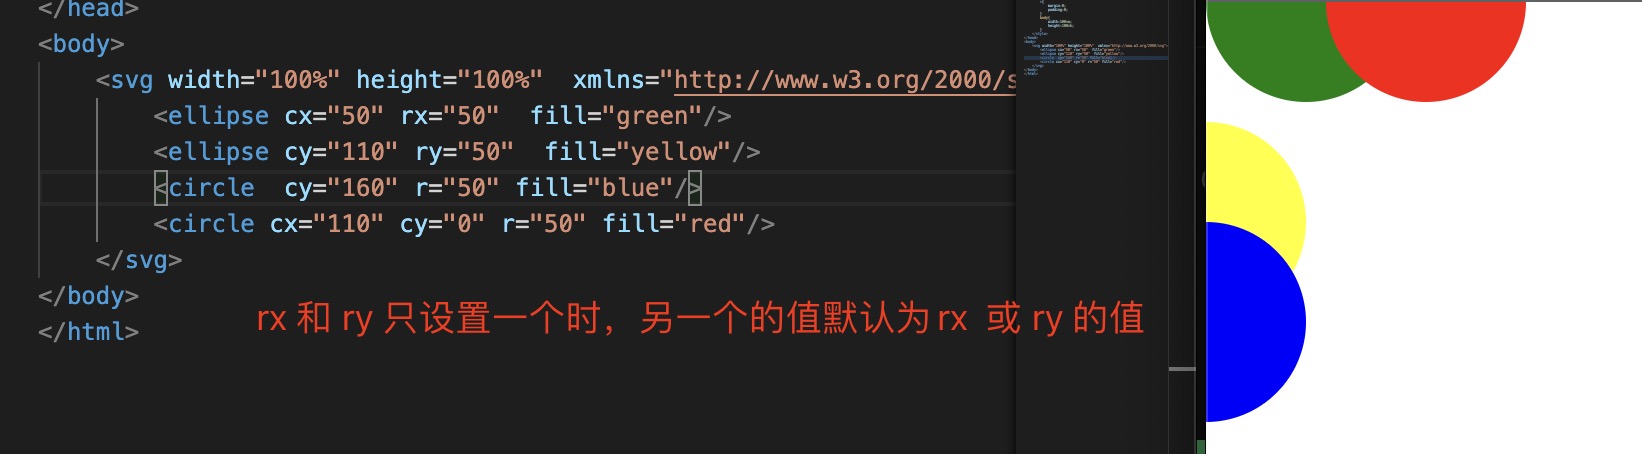 </head>
<body>
<svg width="100%" height="100%"  xmlns="http://www.w3.org/2000/s
<ellipse cx="50" rx="50"  fill="green"/>
<ellipse cy="110" ry="50"  fill="yellow"/>
<circle  cy="160" r="50" fill="blue"/>
<circle cx="110" cy="0" r="50" fill="red"/>
</svg>
</body>
</html>
rx 和 ry 只设置一个时，另一个的值默认为 rx 或 ry 的值